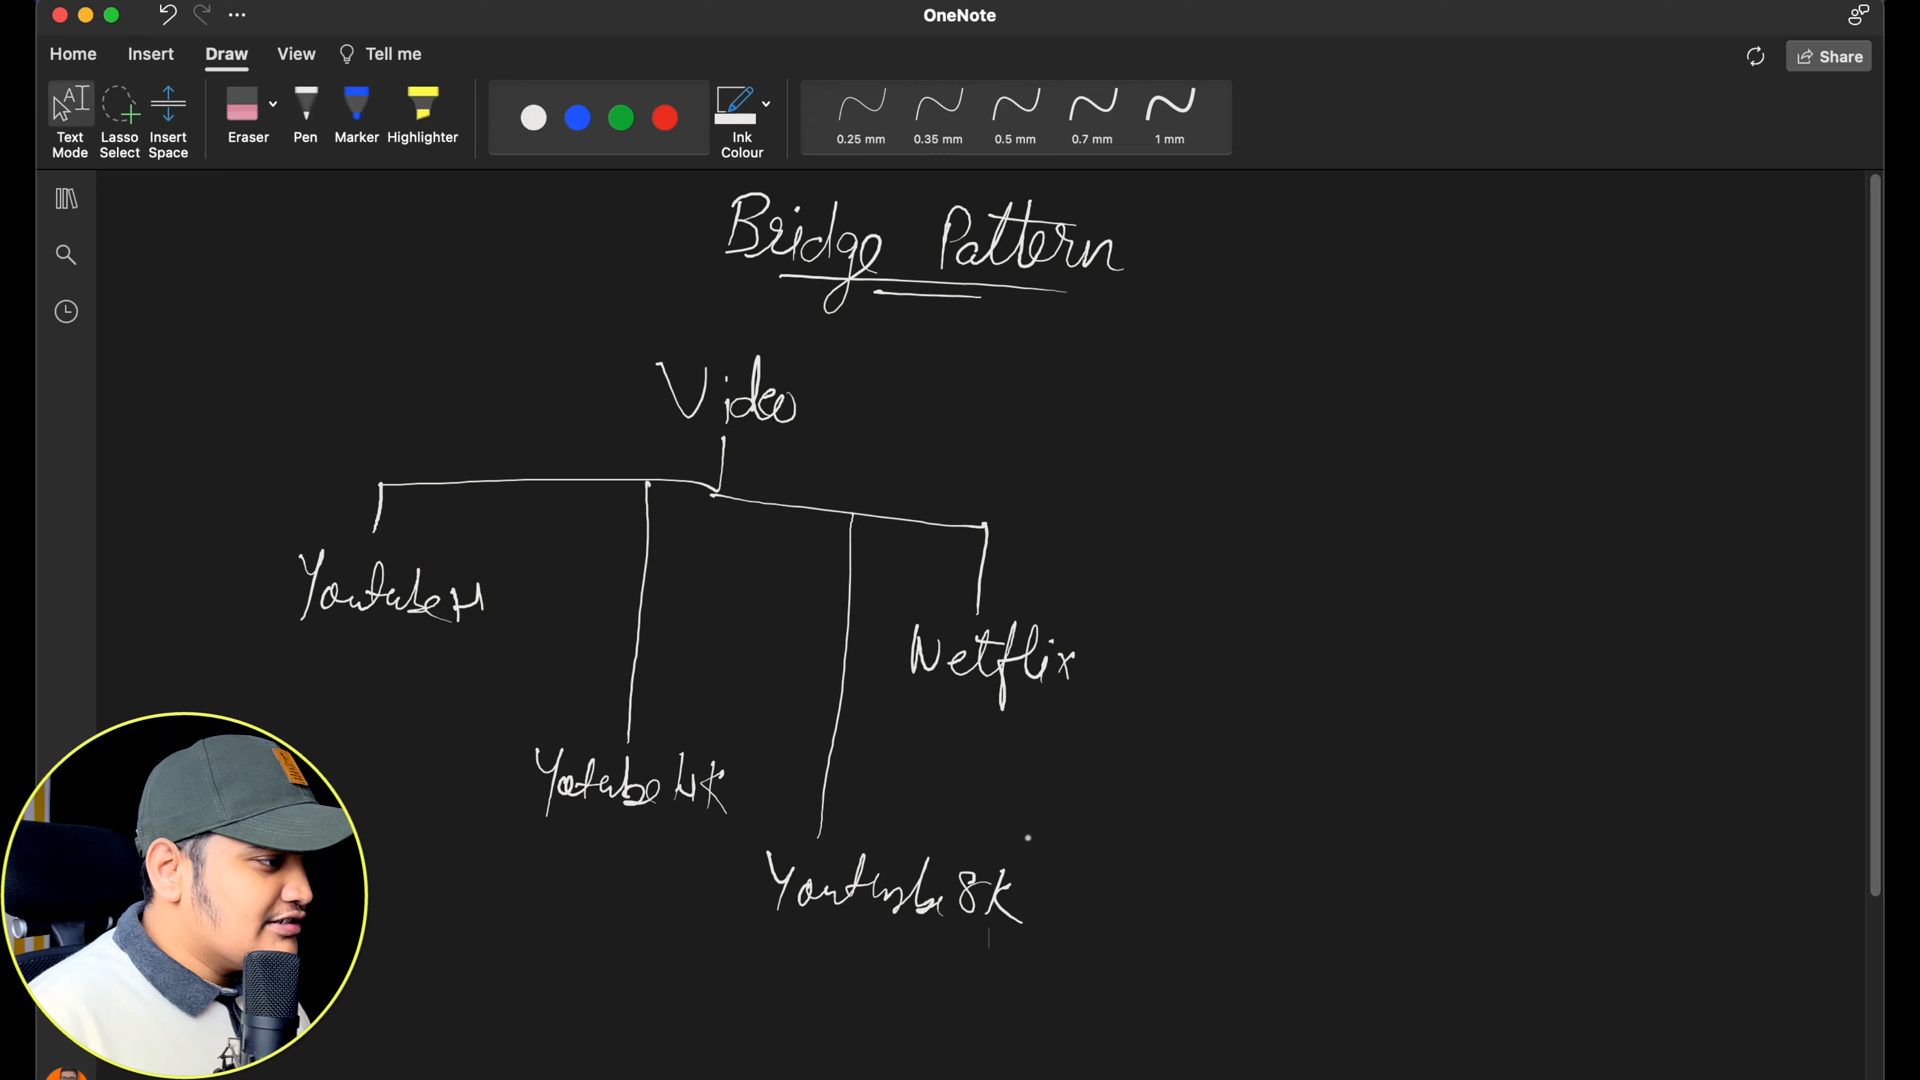 OneNote
Home Insert Draw View Tell me
Share
Text Mode
Lasso Select
Insert Space
Eraser
Pen
Marker
Highlighter
Ink Colour
0.25 mm
0.35 mm
0.5 mm
0.7 mm
1 mm
Bridge Pattern
Video
Netflix
Yotube 4K
Youtube 8K